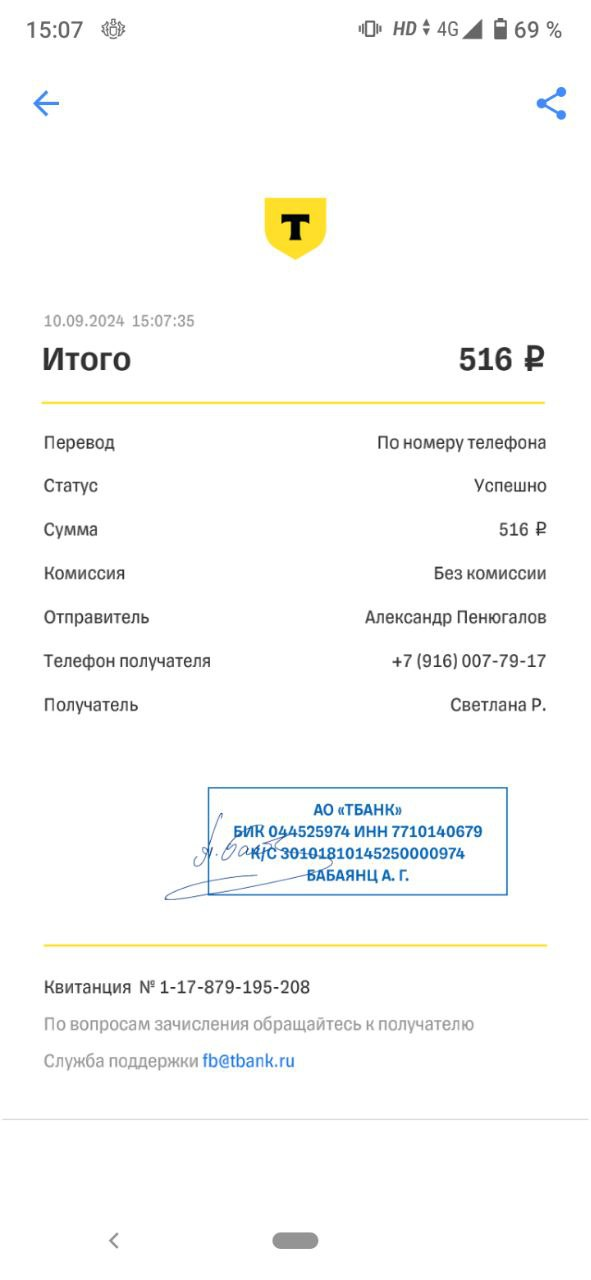 15:07 HD 4G 69 %
Т
10.09.2024 15:07:35
Итого 516 ₽
Перевод По номеру телефона
Статус Успешно
Сумма 516 ₽
Комиссия Без комиссии
Отправитель Александр Пенюгалов
Телефон получателя +7 (916) 007-79-17
Получатель Светлана Р.
АО «ТБАНК»
БИК 044525974 ИНН 7710140679
К/С 30101810145250000974
БАБАЯНЦ А. Г.
Квитанция № 1-17-879-195-208
По вопросам зачисления обращайтесь к получателю
Служба поддержки fb@tbank.ru